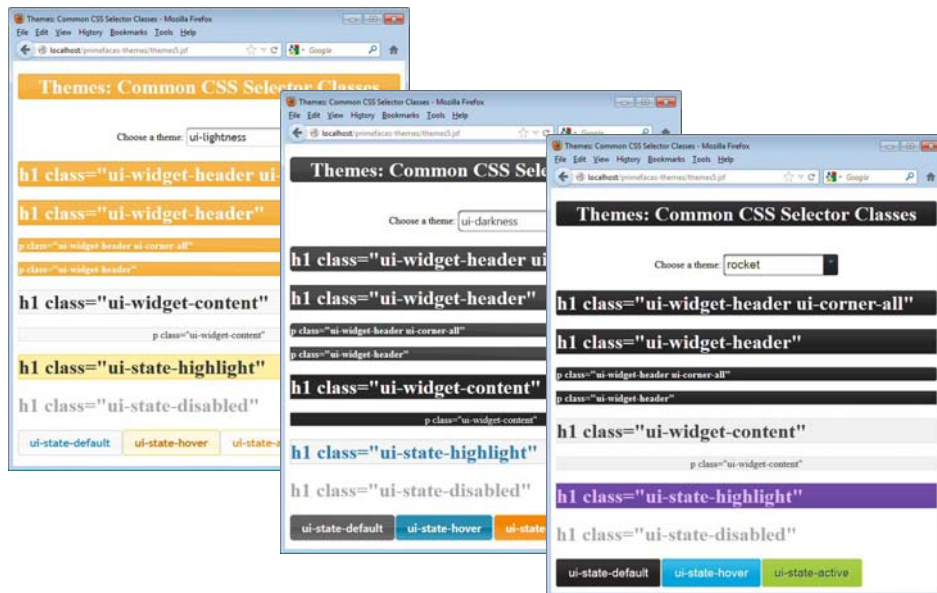 Themes: Common CSS Selector Classes - Mozilla Firefox
File Edit View History Bookmarks Tools Help
localhost/primefaces-themes/themes5.jsf
Google
Themes: Common CSS Selector Classes
Choose a theme: ui-lightness
h1 class="ui-widget-header ui-
h1 class="ui-widget-header"
p class="ui-widget-header ui-corner-all"
p class="ui-widget-header"
h1 class="ui-widget-content"
p class="ui-widget-content"
h1 class="ui-state-highlight"
h1 class="ui-state-disabled"
ui-state-default ui-state-hover ui-state-a
Themes: Common CSS Selector Classes - Mozilla Firefox
File Edit View History Bookmarks Tools Help
localhost/primefaces-themes/themes5.jsf
Google
Themes: Common CSS Sele
Choose a theme: ui-darkness
h1 class="ui-widget-header ui
h1 class="ui-widget-header"
p class="ui-widget-header ui-corner-all"
p class="ui-widget-header"
h1 class="ui-widget-content"
p class="ui-widget-content"
h1 class="ui-state-highlight"
h1 class="ui-state-disabled"
ui-state-default ui-state-hover ui-state
Themes: Common CSS Selector Classes - Mozilla Firefox
File Edit View History Bookmarks Tools Help
localhost/primefaces-themes/themes5.jsf
Google
Themes: Common CSS Selector Classes
Choose a theme: rocket
h1 class="ui-widget-header ui-corner-all"
h1 class="ui-widget-header"
p class="ui-widget-header ui-corner-all"
p class="ui-widget-header"
h1 class="ui-widget-content"
p class="ui-widget-content"
h1 class="ui-state-highlight"
h1 class="ui-state-disabled"
ui-state-default ui-state-hover ui-state-active